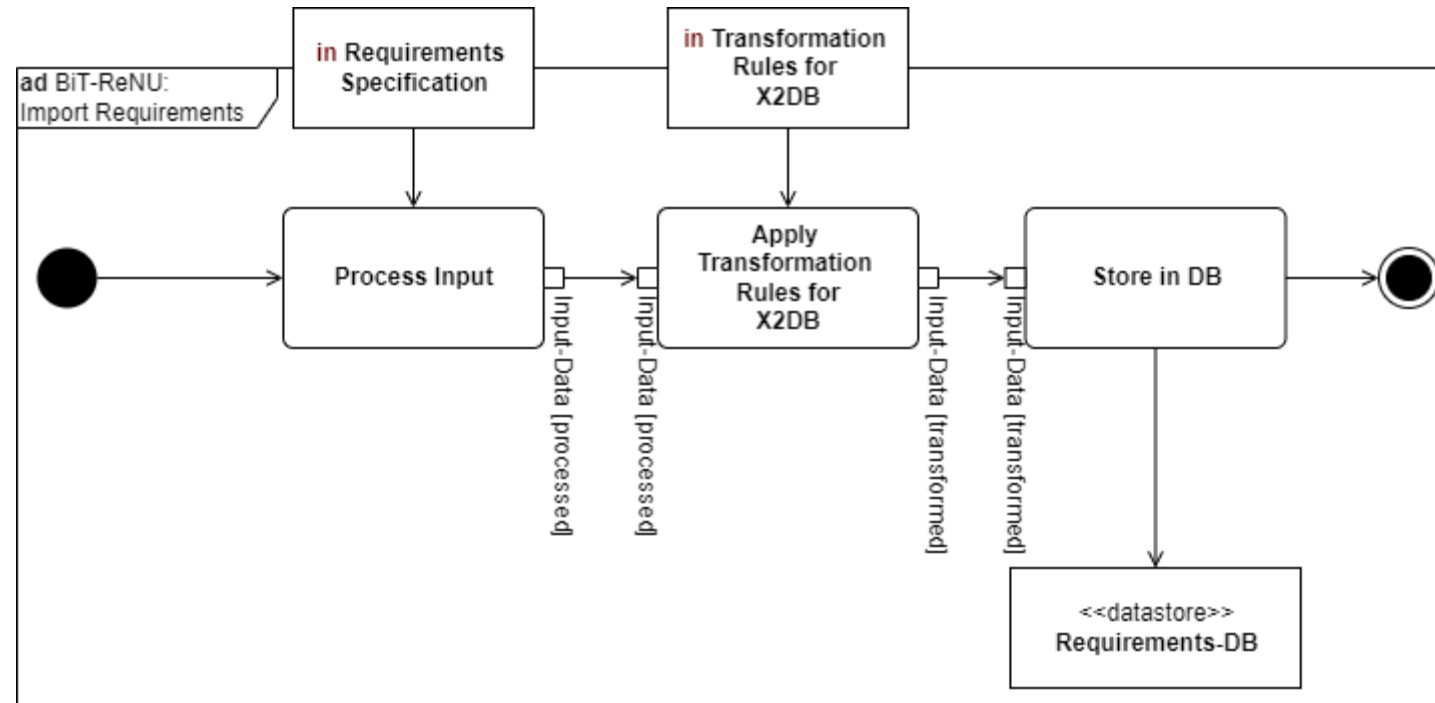 in Requirements
Specification
in Transformation
Rules for
X2DB
ad BiT-ReNU:
Import Requirements
Process Input
Apply
Transformation
Rules for
X2DB
Store in DB
Input-Data [processed]
Input-Data [processed]
Input-Data [transformed]
Input-Data [transformed]
<<datastore>>
Requirements-DB